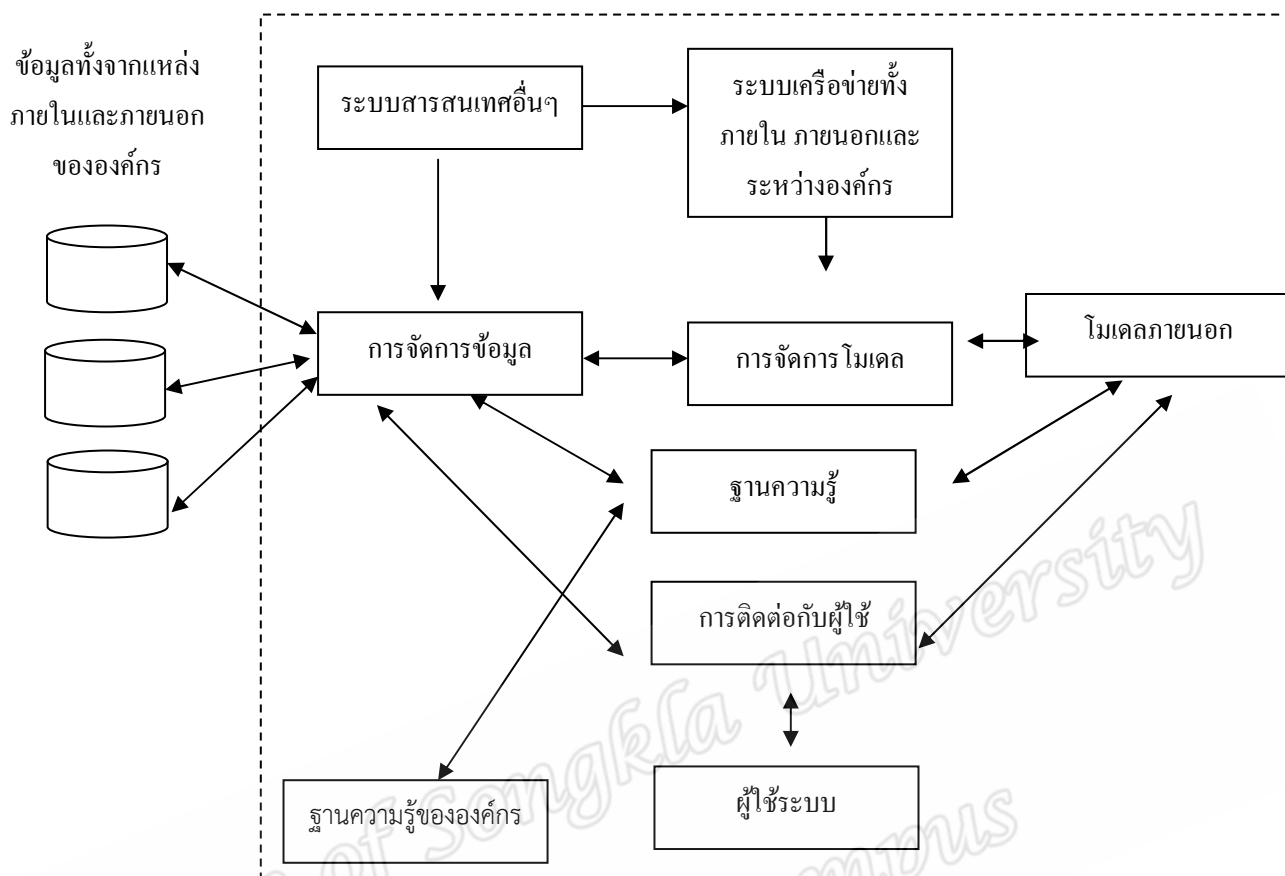 ข้อมูลทั้งจากแหล่ง
ภายในและภายนอก
ขององค์กร
ระบบสารสนเทศอื่นๆ
ระบบเครือข่ายทั้ง
ภายใน ภายนอกและ
ระหว่างองค์กร
การจัดการข้อมูล
การจัดการโมเดล
โมเดลภายนอก
ฐานความรู้
การติดต่อกับผู้ใช้
ฐานความรู้ขององค์กร
ผู้ใช้ระบบ
of Songkla University
mpus